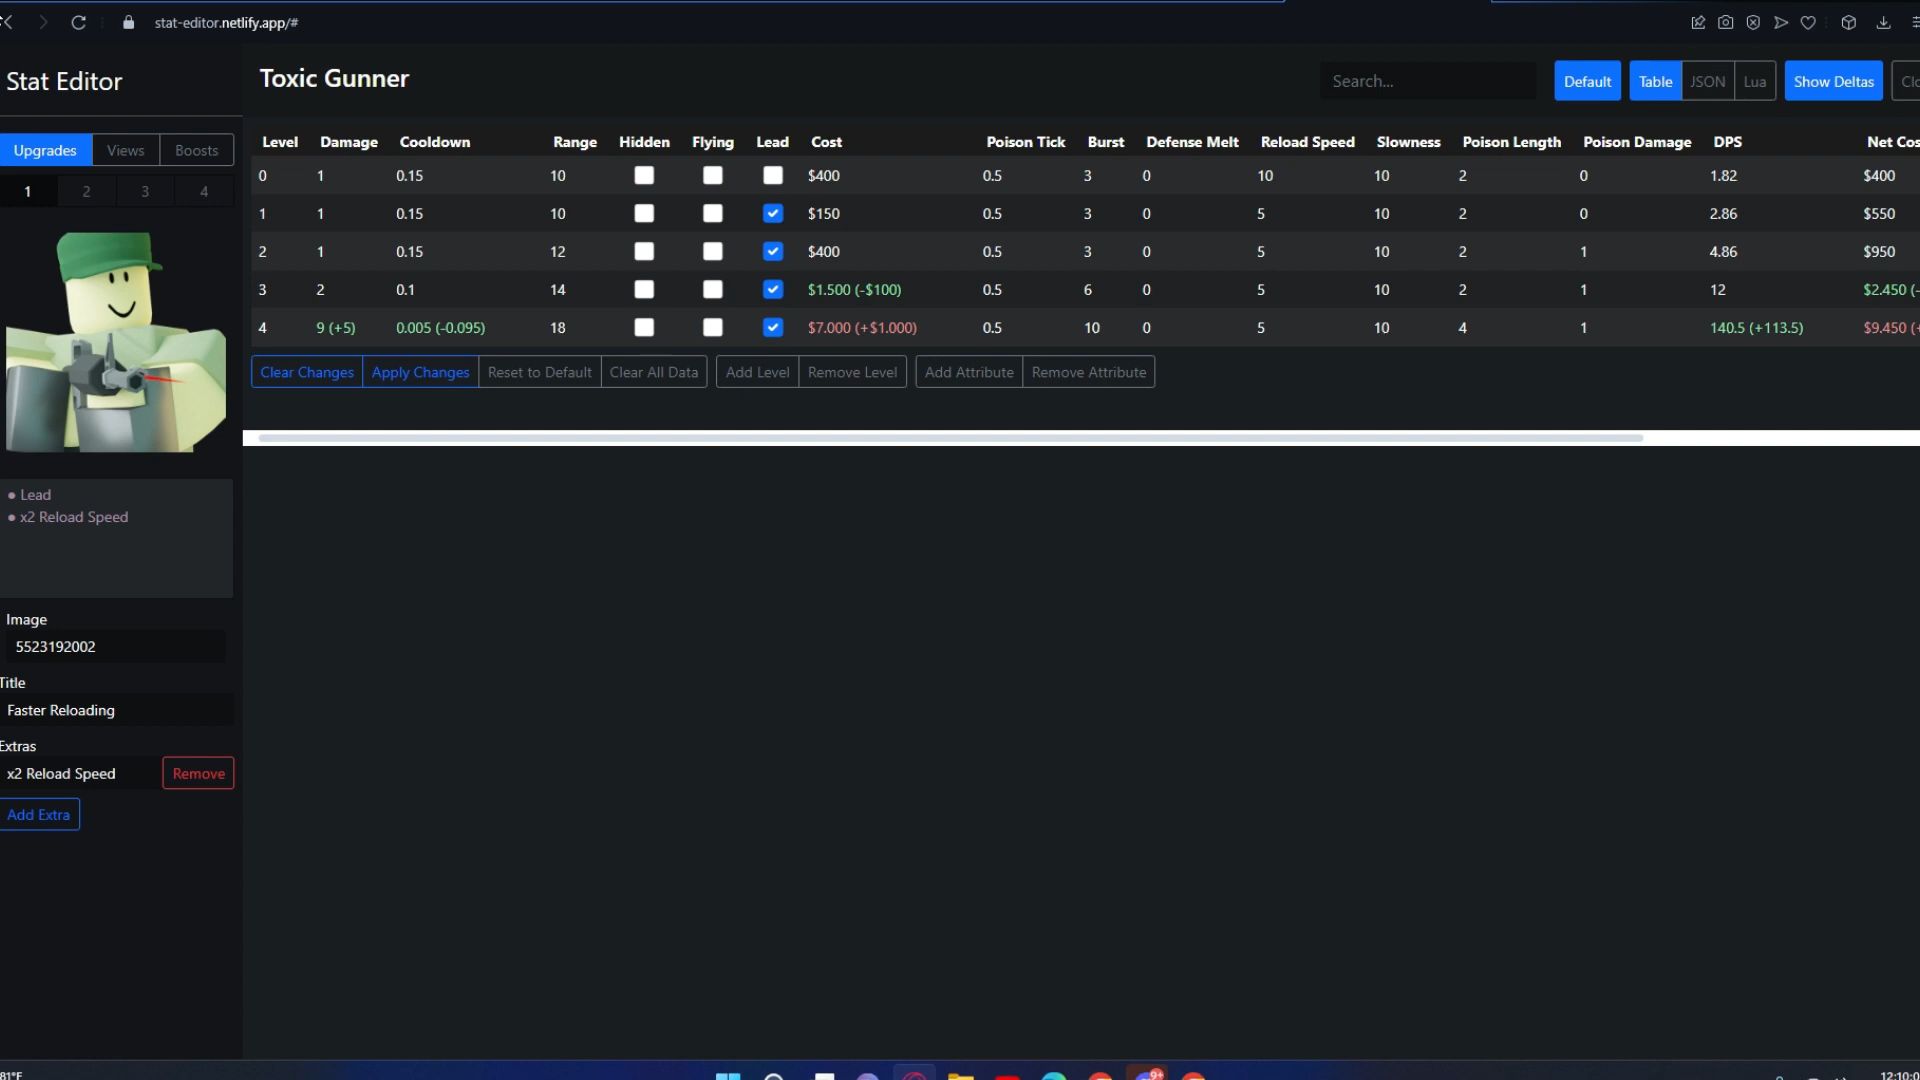 stat-editor.netlify.app/#
Stat Editor
Toxic Gunner
Search...
Default
Table
JSON
Lua
Show Deltas
Upgrades
Views
Boosts
1
2
3
4
Level Damage Cooldown Range Hidden Flying Lead Cost Poison Tick Burst Defense Melt Reload Speed Slowness Poison Length Poison Damage DPS Net
0 1 0.15 10 $400 0.5 3 0 10 10 2 0 1.82 $400
1 1 0.15 10 $150 0.5 3 0 5 10 2 0 2.86 $550
2 1 0.15 12 $400 0.5 3 0 5 10 2 1 4.86 $950
3 2 0.1 14 $1.500 (-$100) 0.5 6 0 5 10 2 1 12 $2.450 (-
4 9 (+5) 0.005 (-0.095) 18 $7.000 (+$1.000) 0.5 10 0 5 10 4 1 140.5 (+113.5) $9.450 (+
Clear Changes
Apply Changes
Reset to Default
Clear All Data
Add Level
Remove Level
Add Attribute
Remove Attribute
• Lead
• x2 Reload Speed
Image
5523192002
Title
Faster Reloading
Extras
x2 Reload Speed
Remove
Add Extra
81°F
9+